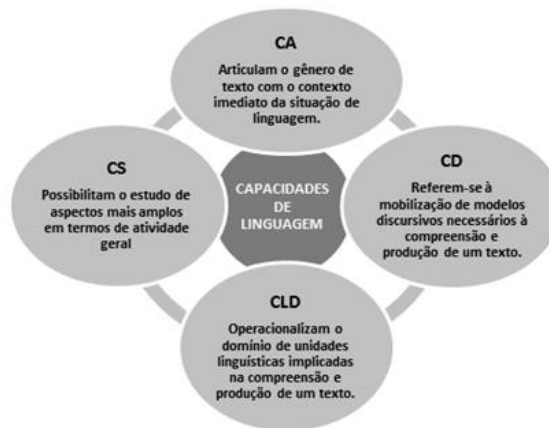 CA
Articulam o gênero de
texto com o contexto
imediato da situação de
linguagem.
CS
Possibilitam o estudo de
aspectos mais amplos
em termos de atividade
geral
CAPACIDADES
DE
LINGUAGEM
CD
Referem-se à
mobilização de modelos
discursivos necessários à
compreensão e
produção de um texto.
CLD
Operacionalizam o
domínio de unidades
linguísticas implicadas
na compreensão e
produção de um texto.